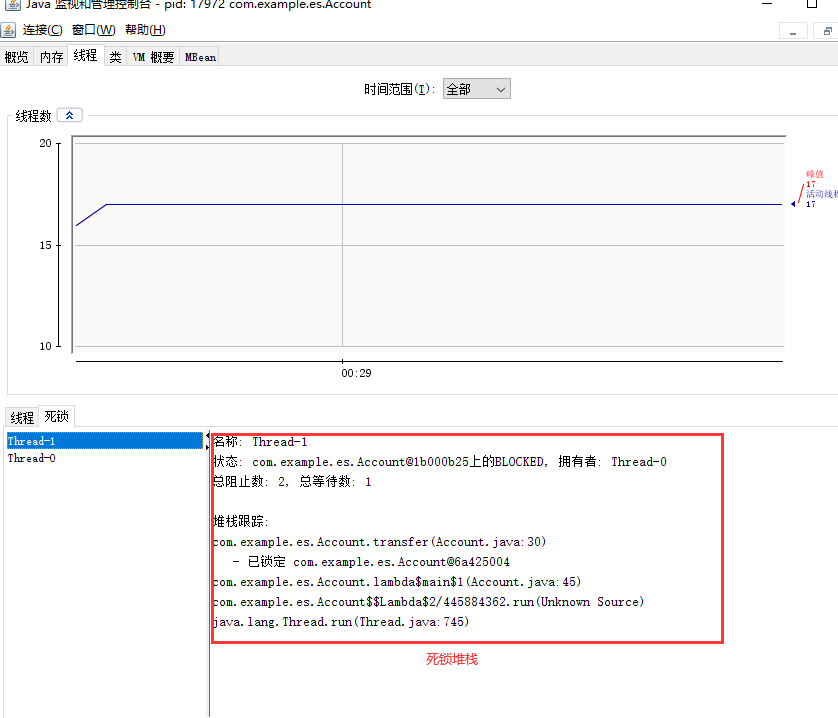 Java 监视和管理控制台 - pid: 17972 com.example.es.Account
连接(C) 窗口(W) 帮助(H)
概览 内存 线程 类 VM 概要 MBean
时间范围(T): 全部
线程数
20
15
10
峰值
17
活动线程
17
00:29
线程 死锁
Thread-1
Thread-0
名称: Thread-1
状态: com.example.es.Account@1b000b25上的BLOCKED, 拥有者: Thread-0
总阻止数: 2, 总等待数: 1
堆栈跟踪:
com.example.es.Account.transfer(Account.java:30)
- 已锁定 com.example.es.Account@6a425004
com.example.es.Account.lambda$main$1(Account.java:45)
com.example.es.Account$$Lambda$2/445884362.run(Unknown Source)
java.lang.Thread.run(Thread.java:745)
死锁堆栈